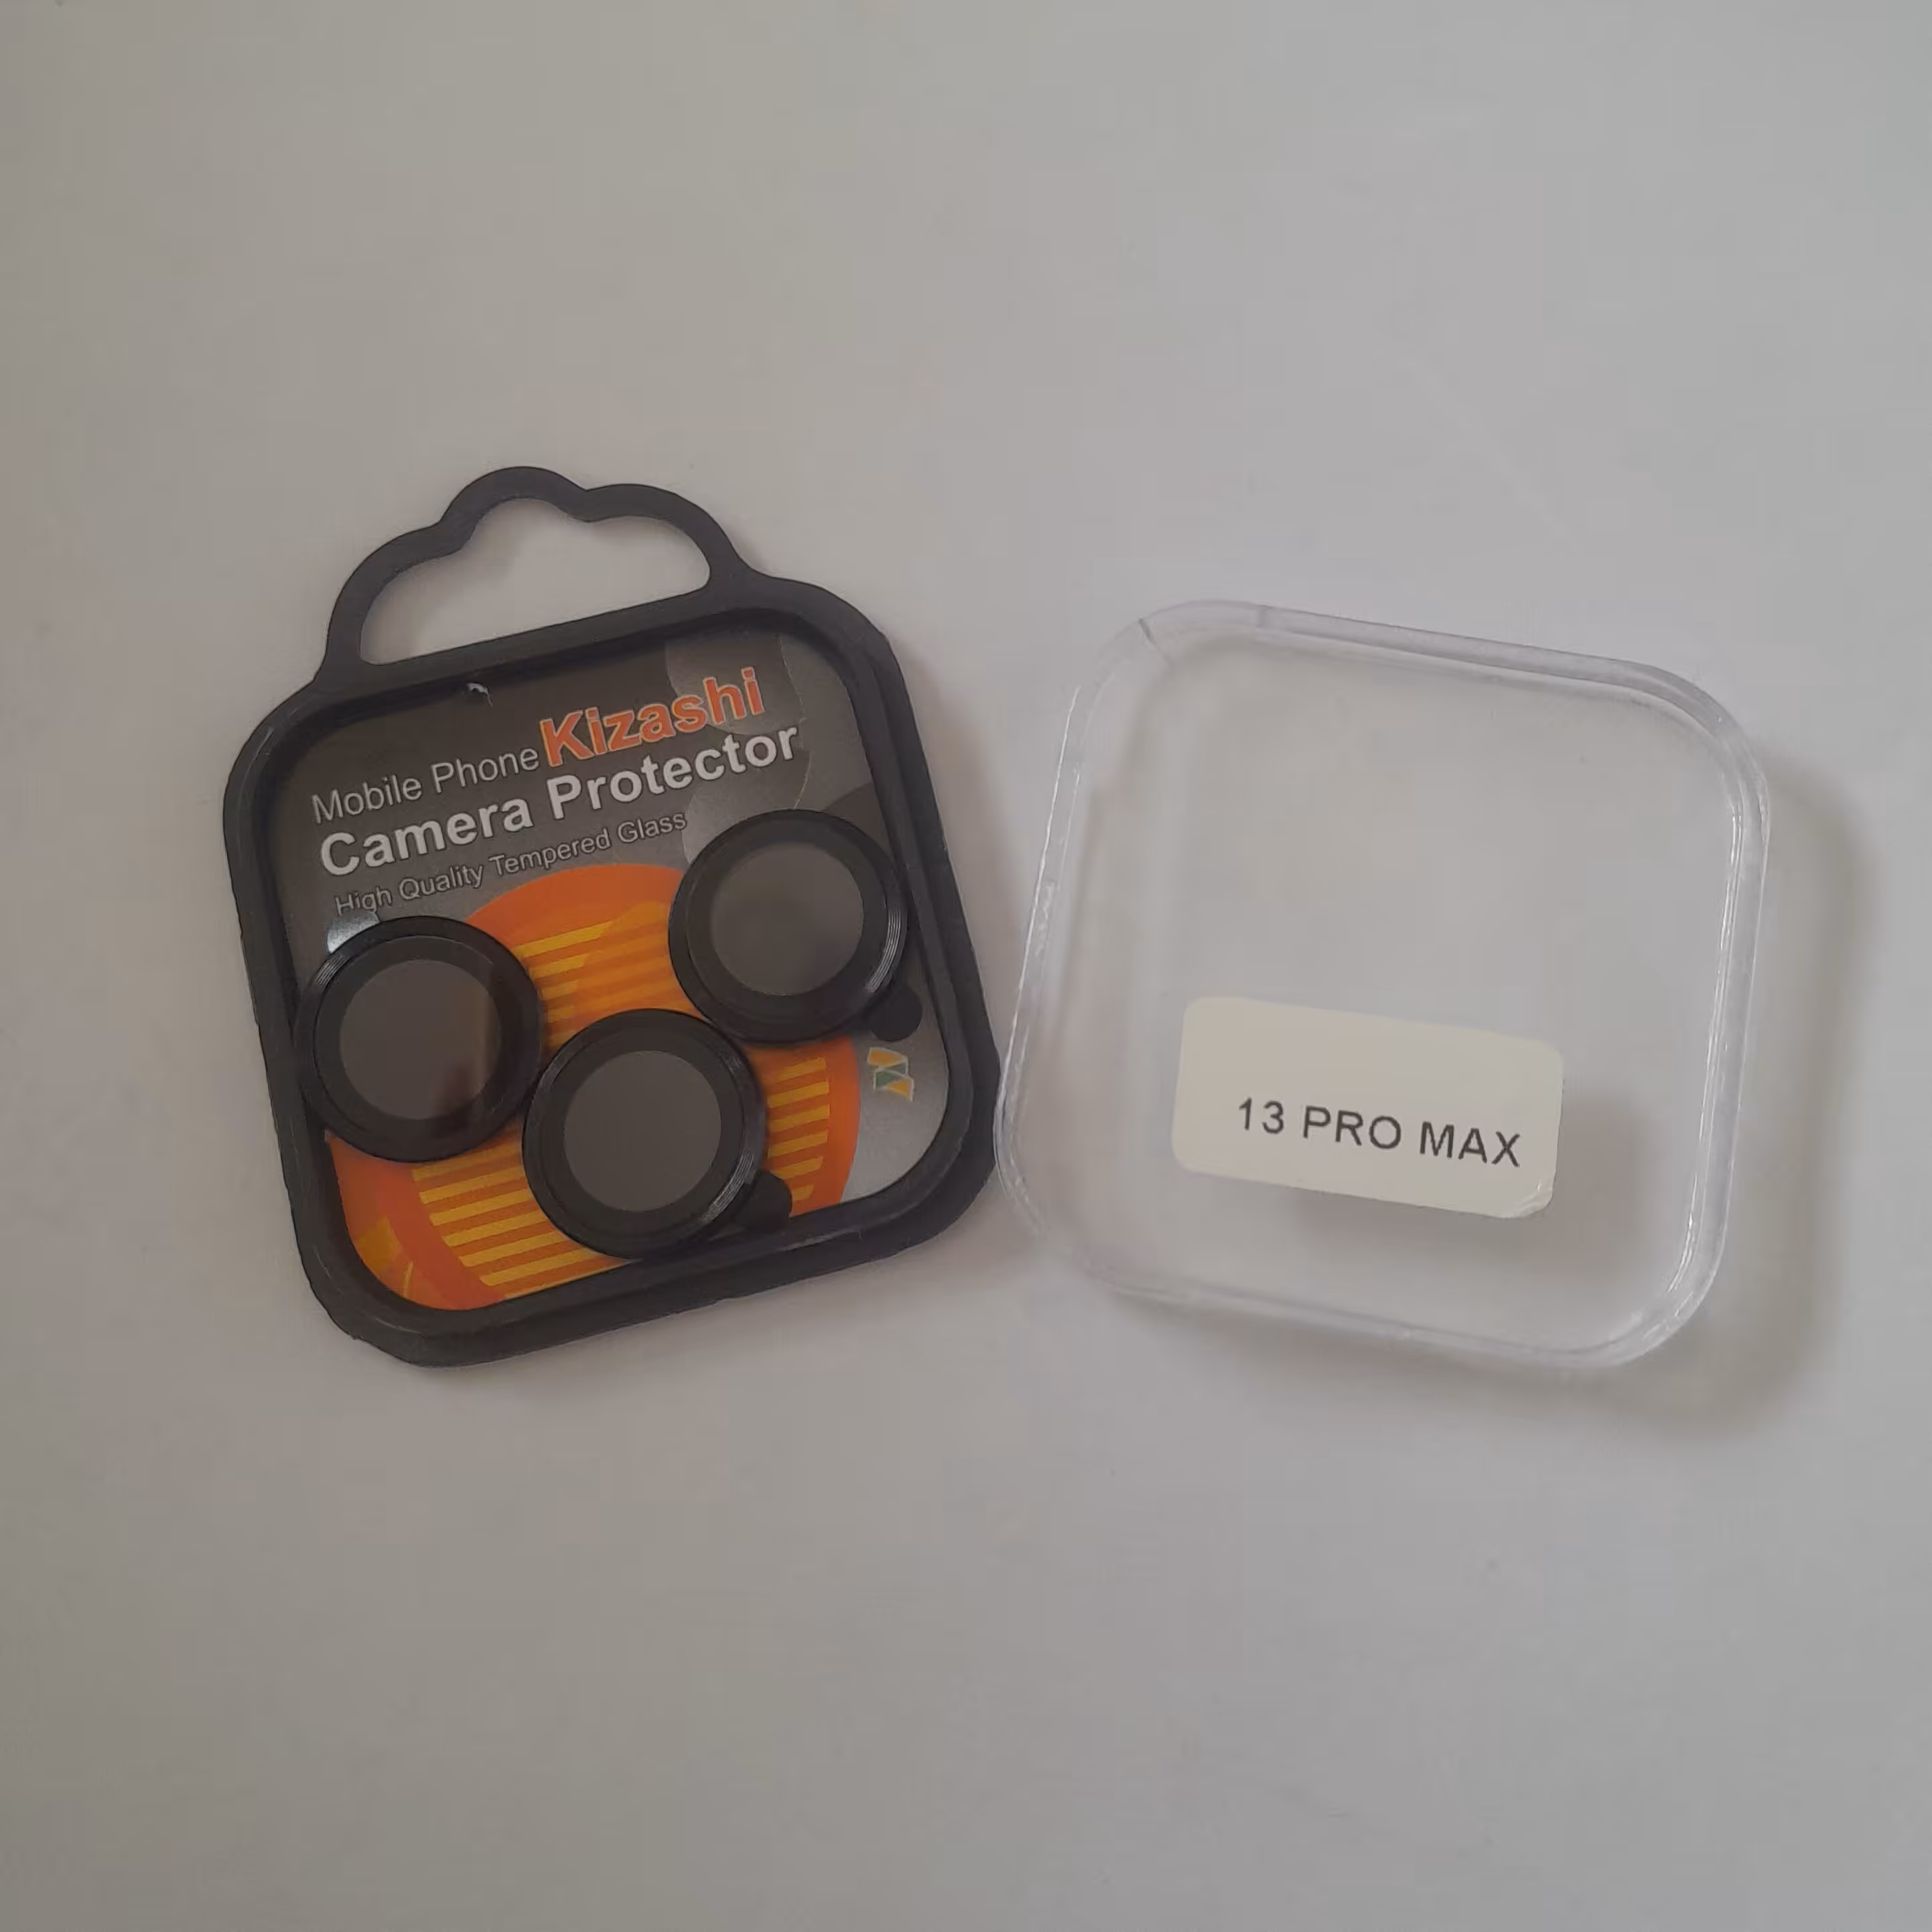 Mobile Phone Kizashi
Camera Protector
High Quality Tempered Glass
13 PRO MAX